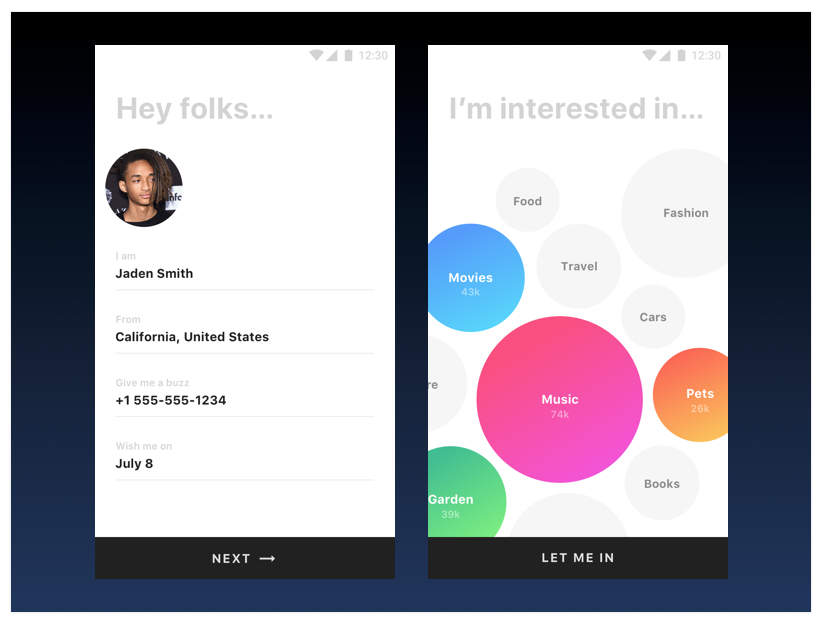 12:30
Hey folks...
nfc
I am
Jaden Smith
From
California, United States
Give me a buzz
+1 555-555-1234
Wish me on
July 8
NEXT →
12:30
I’m interested in...
Food
Fashion
Travel
Movies
43k
Cars
re
Music
74k
Pets
26k
Books
Garden
39k
LET ME IN